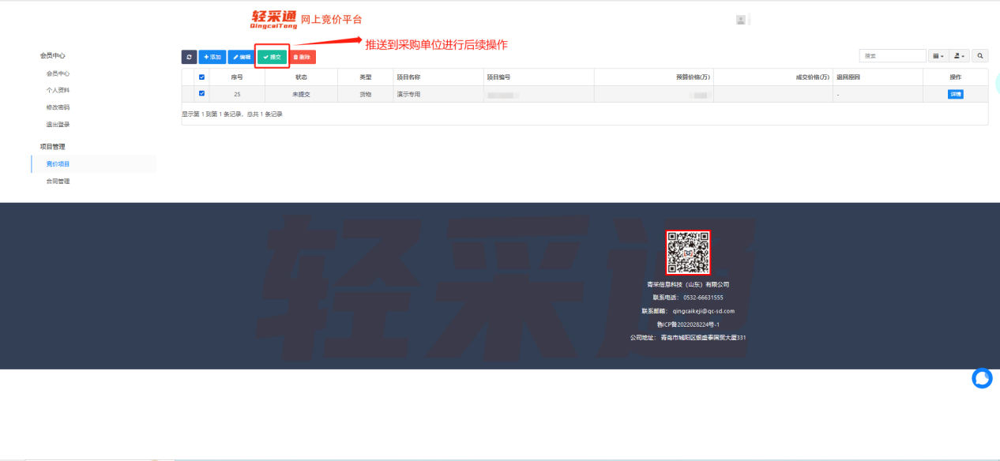 轻采通 网上竞价平台
QingcaiTong
推送到采购单位进行后续操作
会员中心
会员中心
个人资料
修改密码
退出登录
项目管理
竞价项目
合同管理
添加 编辑 提交 删除
搜索
序号 状态 类型 项目名称 项目编号 预算价格(万) 成交价格(万) 退回原因 操作
25 未提交 货物 演示专用 - 详情
显示第 1 到第 1 条记录，总共 1 条记录
轻采通
青采信息科技（山东）有限公司
联系电话： 0532-66631555
联系邮箱： qingcaikeji@qc-sd.com
鲁ICP备2022028224号-1
公司地址： 青岛市城阳区银盛泰国贸大厦331